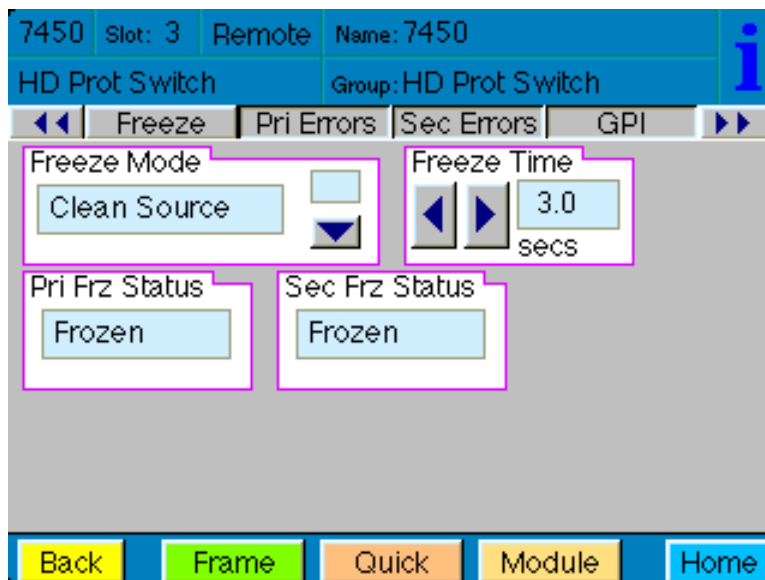 7450 Slot: 3 Remote Name: 7450
HD Prot Switch Group: HD Prot Switch
i
Freeze Pri Errors Sec Errors GPI
Freeze Mode Freeze Time
Clean Source 3.0
secs
Pri Frz Status Sec Frz Status
Frozen Frozen
Back Frame Quick Module Home